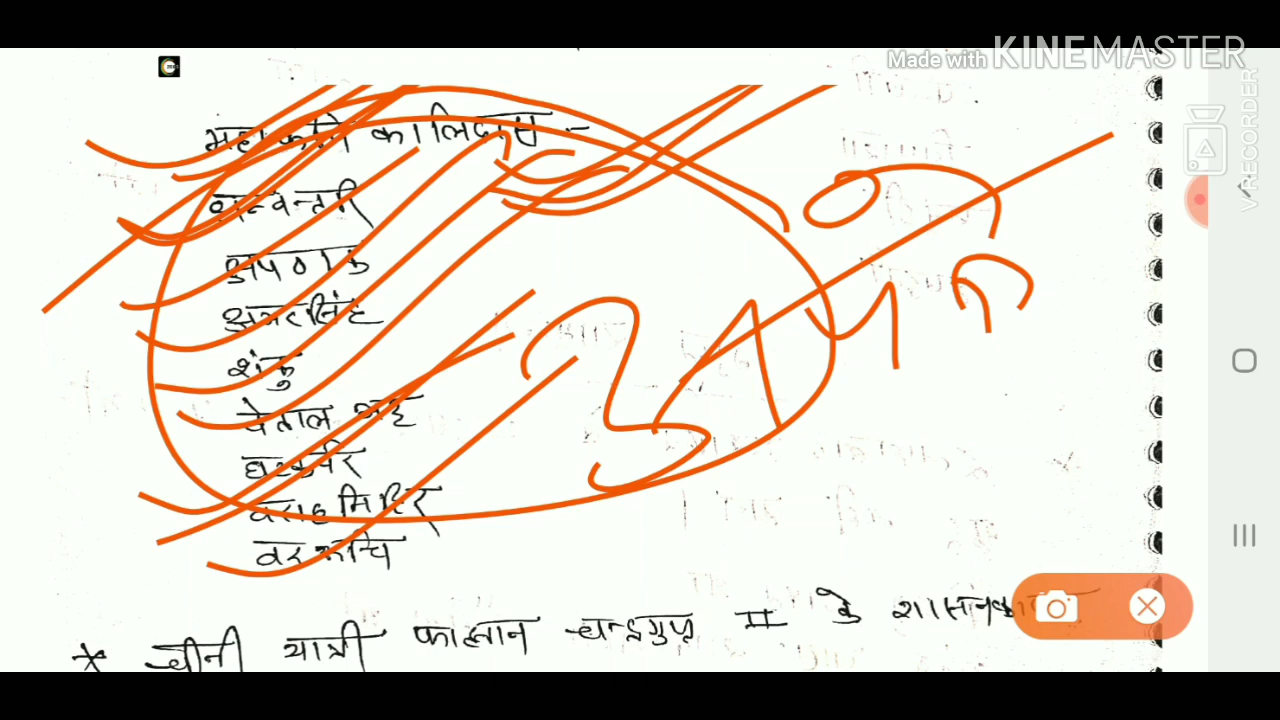 Made with KINEMASTER
VRECORDER
महाकवि कालिदास -
धन्वन्तरी
क्षपणक
अमरसिंह
शंकु
वेताल भट्ट
घटकर्पर
वराहमिहिर
वररूचि
* चीनी यात्री फाह्यान चन्द्रगुप्त II के शासनकाल